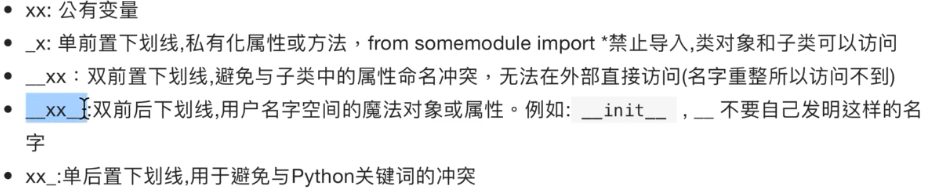 • xx: 公有变量
• _x: 单前置下划线,私有化属性或方法，from somemodule import *禁止导入,类对象和子类可以访问
• __xx：双前置下划线,避免与子类中的属性命名冲突，无法在外部直接访问(名字重整所以访问不到)
• __xx__:双前后下划线,用户名字空间的魔法对象或属性。例如: __init__ , __ 不要自己发明这样的名
字
• xx_:单后置下划线,用于避免与Python关键词的冲突